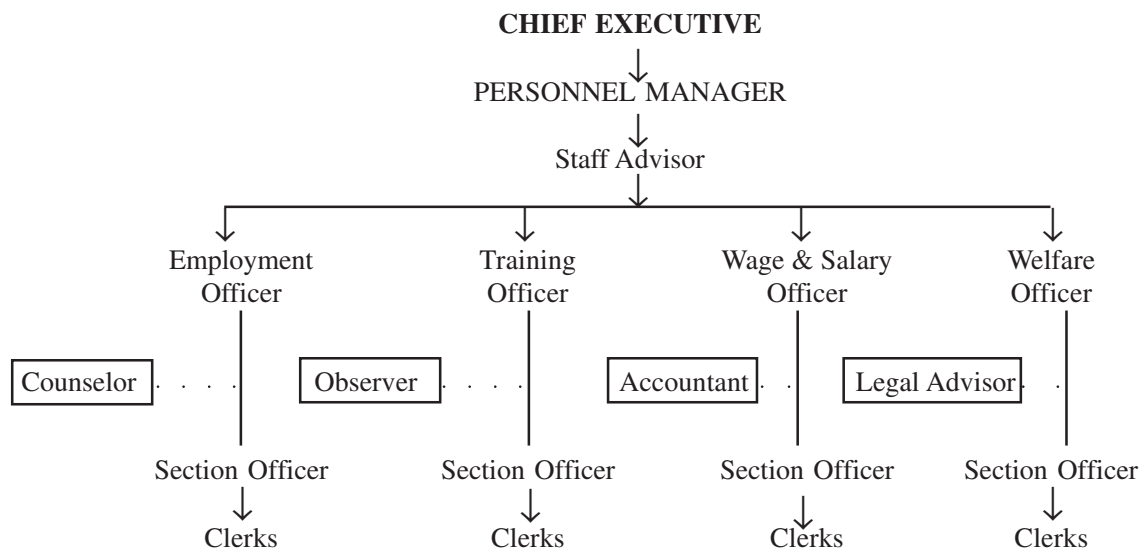 CHIEF EXECUTIVE
PERSONNEL MANAGER
Staff Advisor
Employment
Officer
Training
Officer
Wage & Salary
Officer
Welfare
Officer
Counselor
Observer
Accountant
Legal Advisor
Section Officer
Section Officer
Section Officer
Section Officer
Clerks
Clerks
Clerks
Clerks